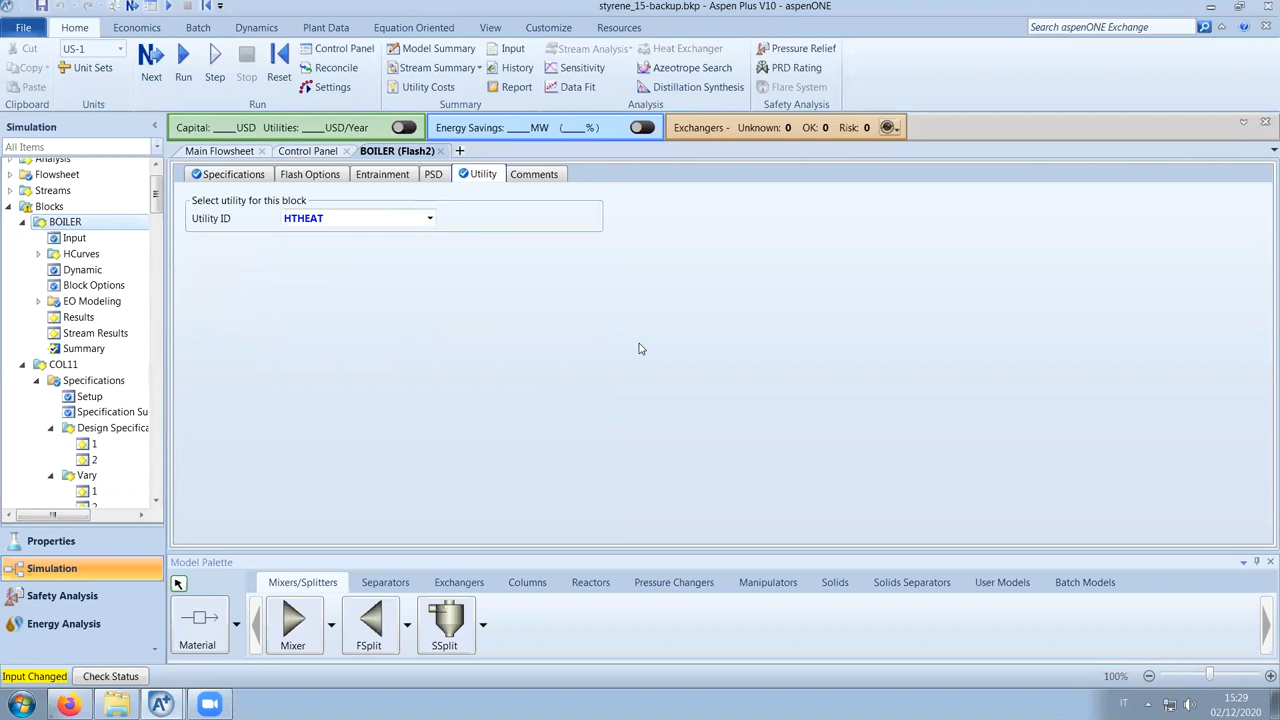 styrene_15-backup.bkp - Aspen Plus V10 - aspenONE
File Home Economics Batch Dynamics Plant Data Equation Oriented View Customize Resources Search aspenONE Exchange
Cut US-1 Control Panel Model Summary Input Stream Analysis Heat Exchanger Pressure Relief
Copy Unit Sets Next Run Step Stop Reset Reconcile Stream Summary History Sensitivity Azeotrope Search PRD Rating
Paste Settings Utility Costs Report Data Fit Distillation Synthesis Flare System
Clipboard Units Run Summary Analysis Safety Analysis
Simulation Capital: ____USD Utilities: ____USD/Year Energy Savings: ____MW (____%) Exchangers - Unknown: 0 OK: 0 Risk: 0
All Items Main Flowsheet Control Panel BOILER (Flash2) +
Analysis
Flowsheet Specifications Flash Options Entrainment PSD Utility Comments
Streams
Blocks Select utility for this block
BOILER Utility ID HTHEAT
Input
HCurves
Dynamic
Block Options
EO Modeling
Results
Stream Results
Summary
COL11
Specifications
Setup
Specification Su
Design Specifica
1
2
Vary
1
Properties
Simulation
Safety Analysis
Energy Analysis
Model Palette
Mixers/Splitters Separators Exchangers Columns Reactors Pressure Changers Manipulators Solids Solids Separators User Models Batch Models
Material Mixer FSplit SSplit
Input Changed Check Status 100%
IT 15:29
02/12/2020